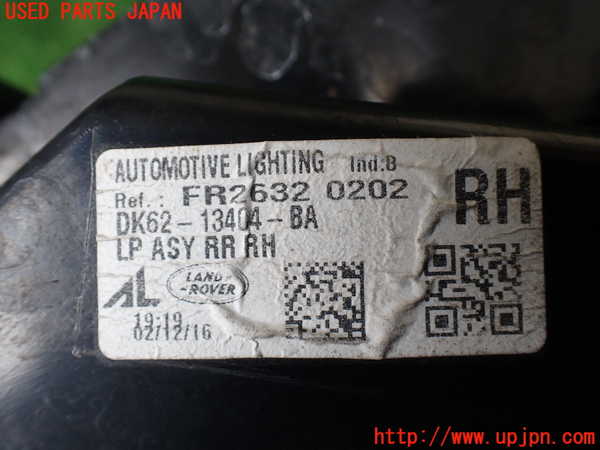 USED PARTS JAPAN
AUTOMOTIVE LIGHTING Ind:B
Ref.: FR2632 0202
DK62-13404-BA
LP ASY RR RH
RH
AL
LAND
ROVER
19:19
02/12/16
http://www.upjpn.com/